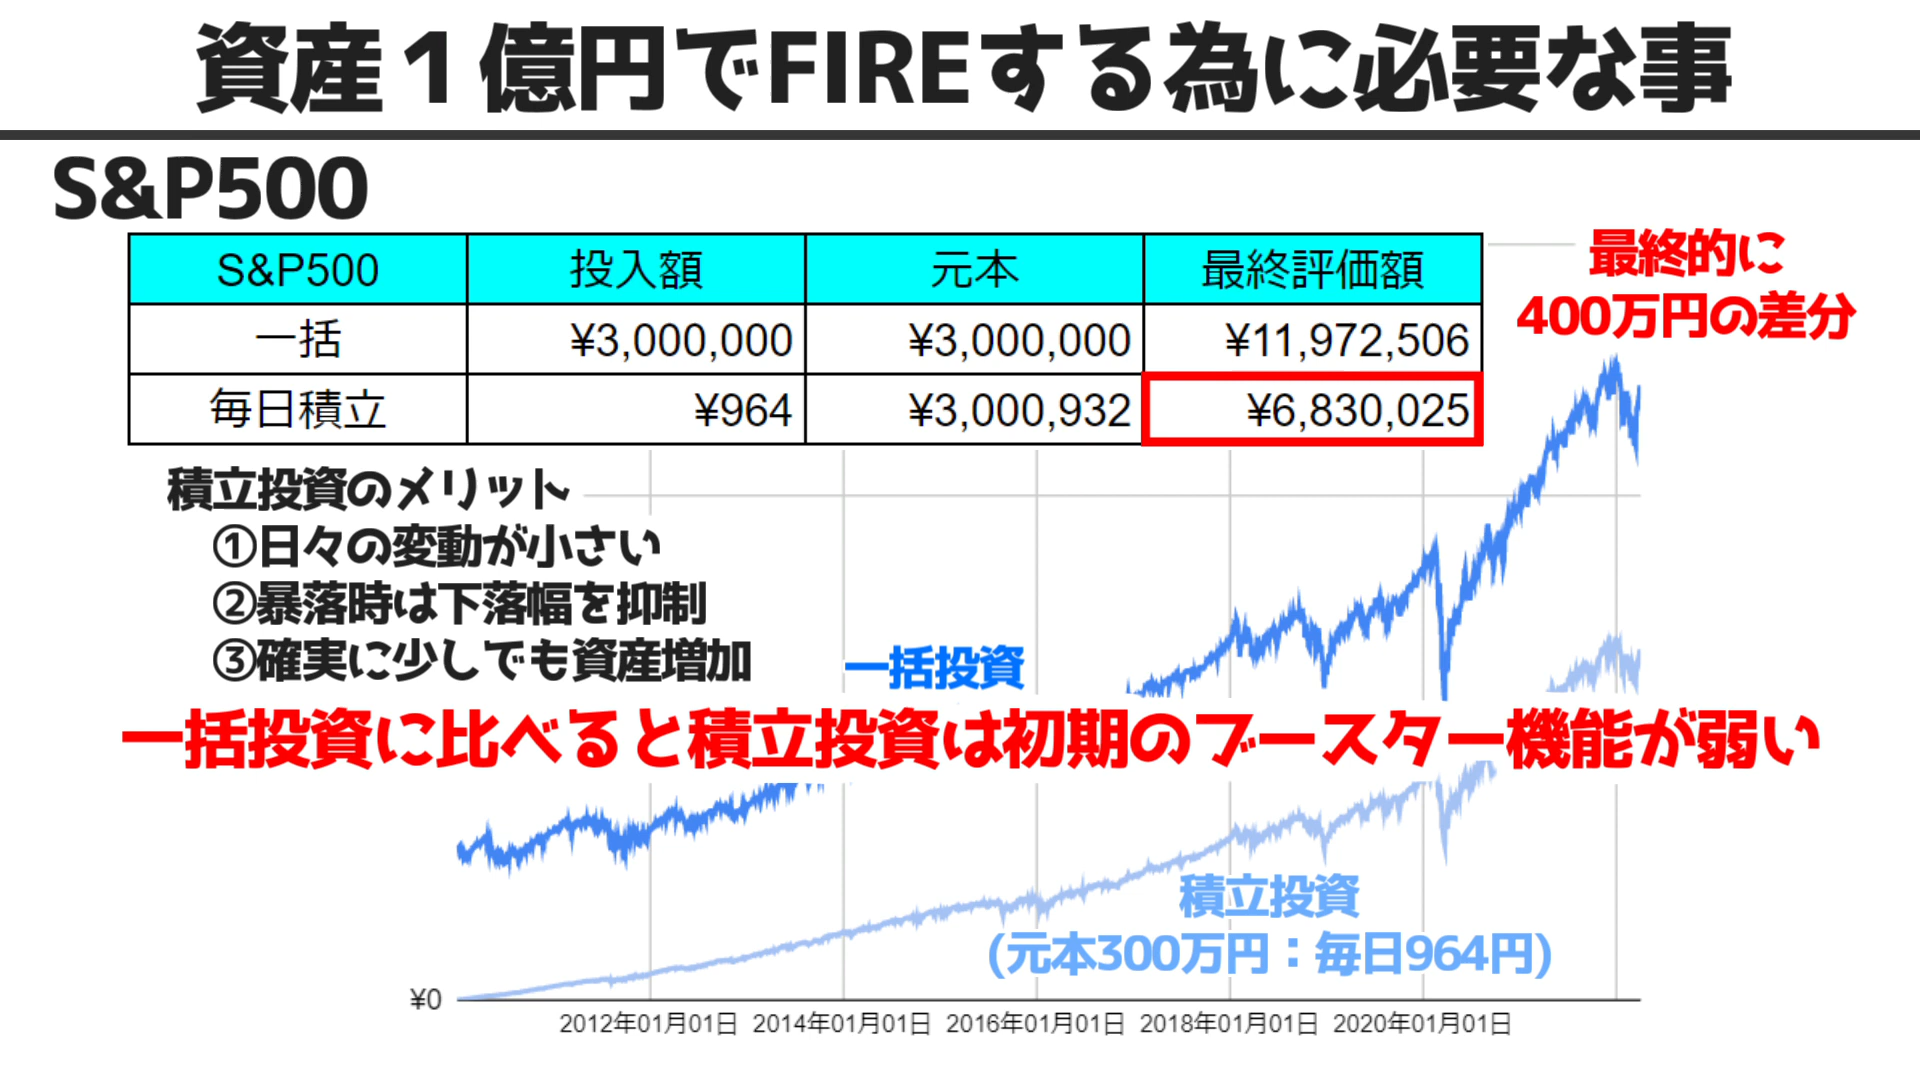 資産１億円でFIREする為に必要な事
S&P500
S&P500 投入額 元本 最終評価額
一括 ¥3,000,000 ¥3,000,000 ¥11,972,506
毎日積立 ¥964 ¥3,000,932 ¥6,830,025
最終的に
400万円の差分
積立投資のメリット
①日々の変動が小さい
②暴落時は下落幅を抑制
③確実に少しでも資産増加
一括投資
一括投資に比べると積立投資は初期のブースター機能が弱い
積立投資
(元本300万円：毎日964円)
¥0
2012年01月01日 2014年01月01日 2016年01月01日 2018年01月01日 2020年01月01日